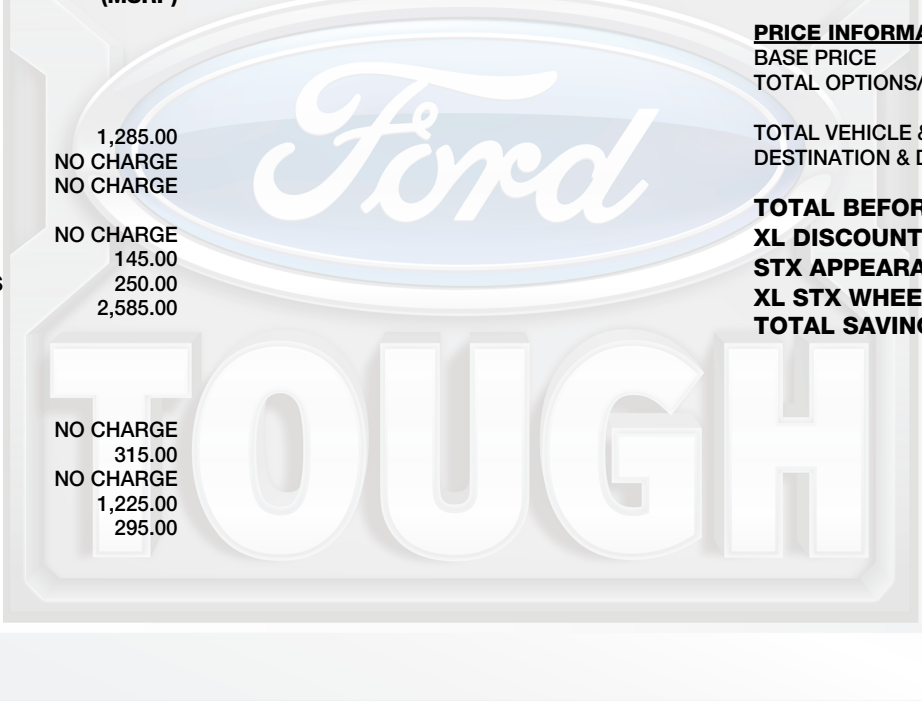 (MSRP)
1,285.00
NO CHARGE
NO CHARGE
NO CHARGE
145.00
250.00
2,585.00
NO CHARGE
315.00
NO CHARGE
1,225.00
295.00
PRICE INFORMA
BASE PRICE
TOTAL OPTIONS/
TOTAL VEHICLE &
DESTINATION & D
TOTAL BEFOR
XL DISCOUNT
STX APPEARA
XL STX WHEE
TOTAL SAVING
Ford
TOUGH